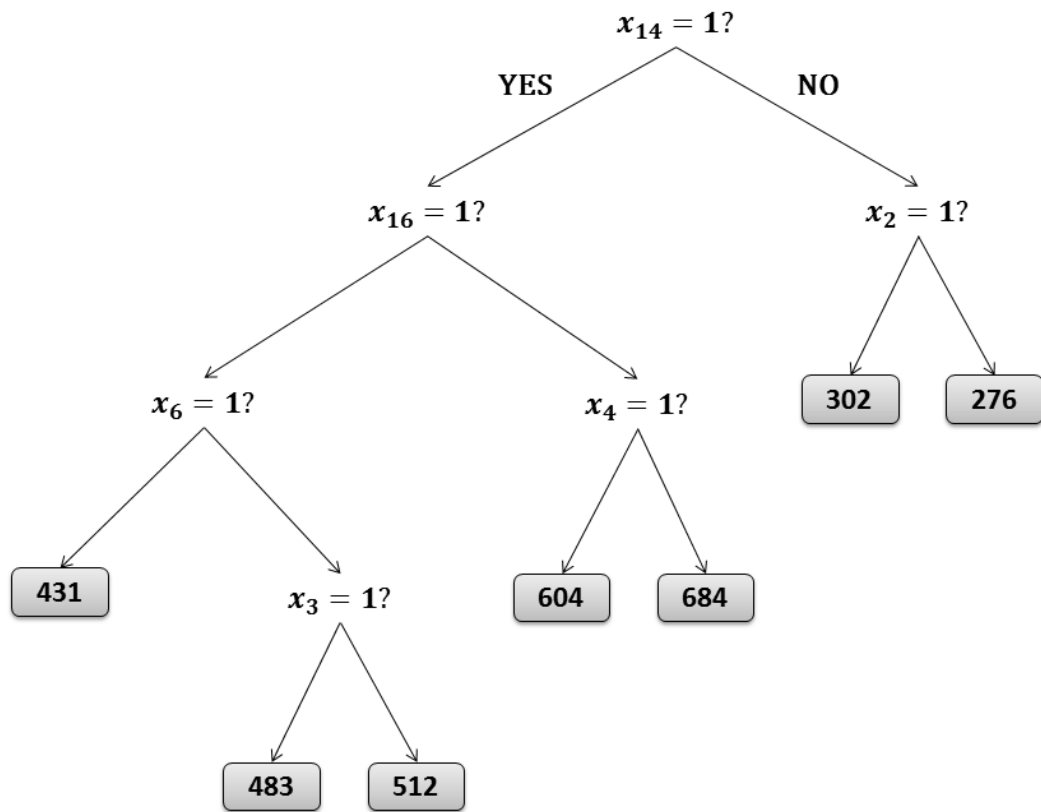 x₁₄ = 1?
YES NO
x₁₆ = 1? x₂ = 1?
x₆ = 1? x₄ = 1? 302 276
431 x₃ = 1? 604 684
483 512